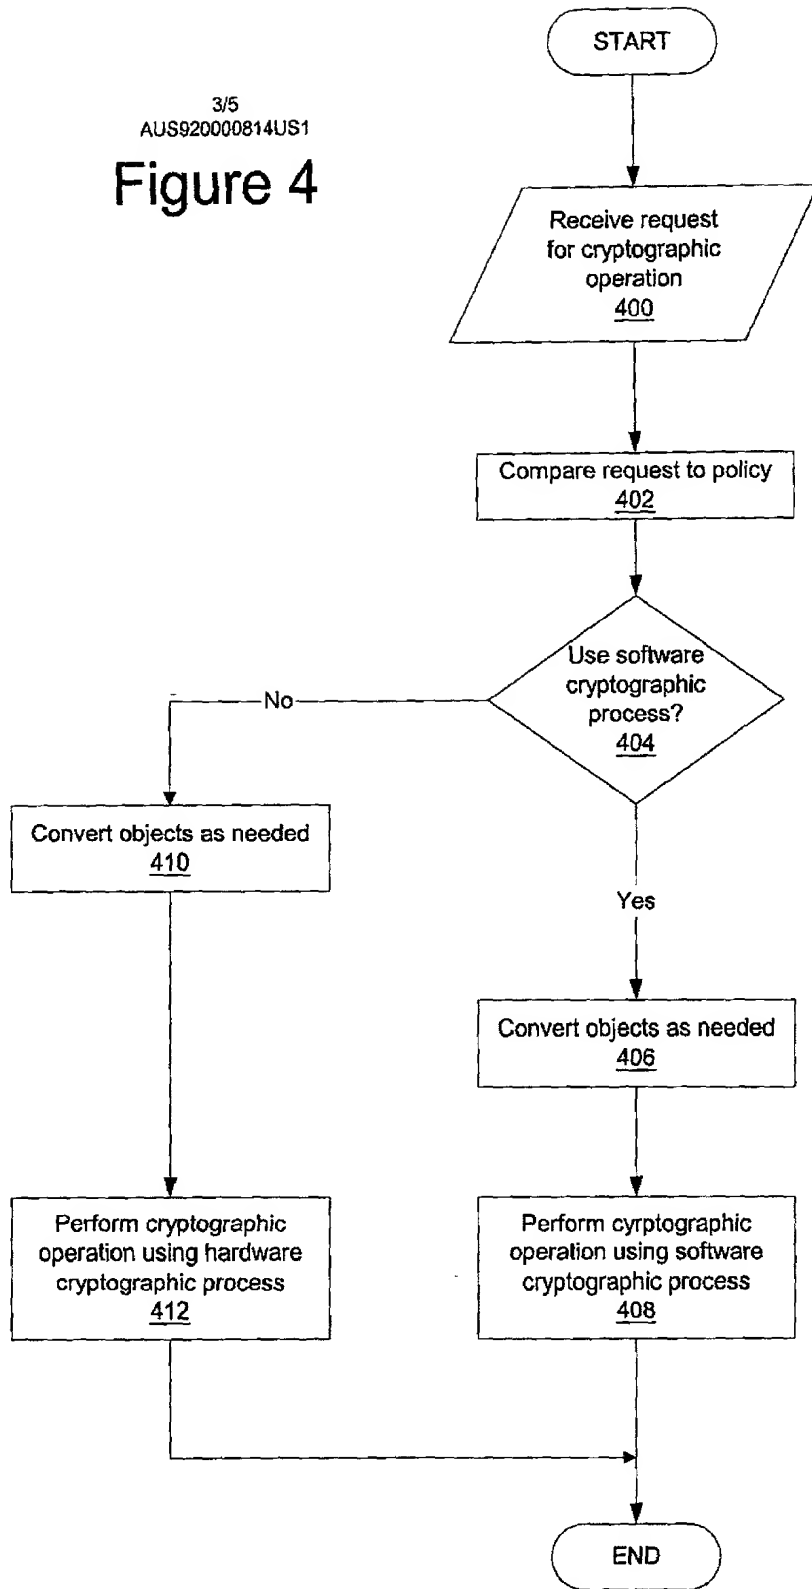 START
3/5
AUS920000814US1
Figure 4
Receive request
for cryptographic
operation
400
Compare request to policy
402
Use software
cryptographic
process?
404
No
Yes
Convert objects as needed
410
Convert objects as needed
406
Perform cryptographic
operation using hardware
cryptographic process
412
Perform cyrptographic
operation using software
cryptographic process
408
END